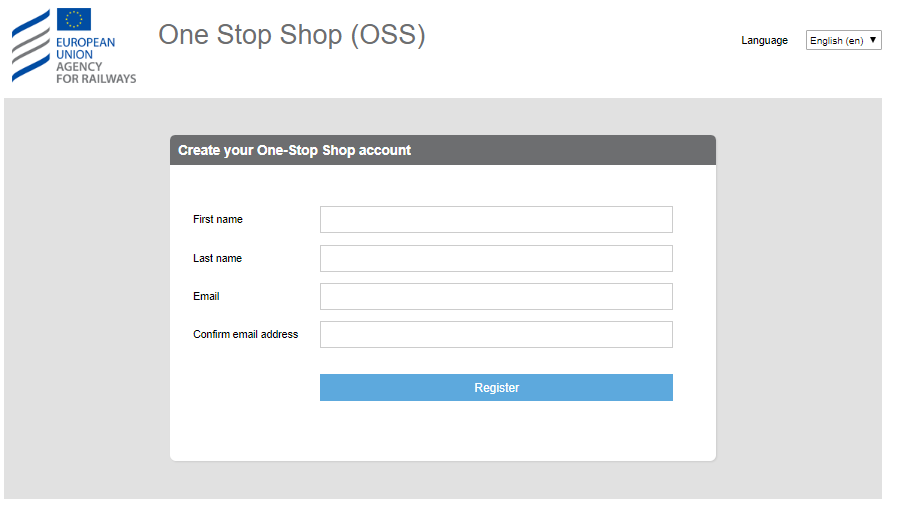 EUROPEAN
UNION
AGENCY
FOR RAILWAYS
One Stop Shop (OSS)
Language English (en)
Create your One-Stop Shop account
First name
Last name
Email
Confirm email address
Register